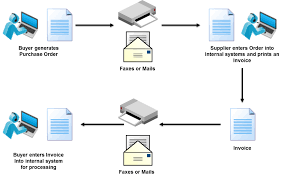 Buyer generates
Purchase Order
Faxes or Mails
Supplier enters Order into
internal systems and prints an
Invoice
Buyer enters Invoice
Into internal system
for processing
Faxes or Mails
Invoice